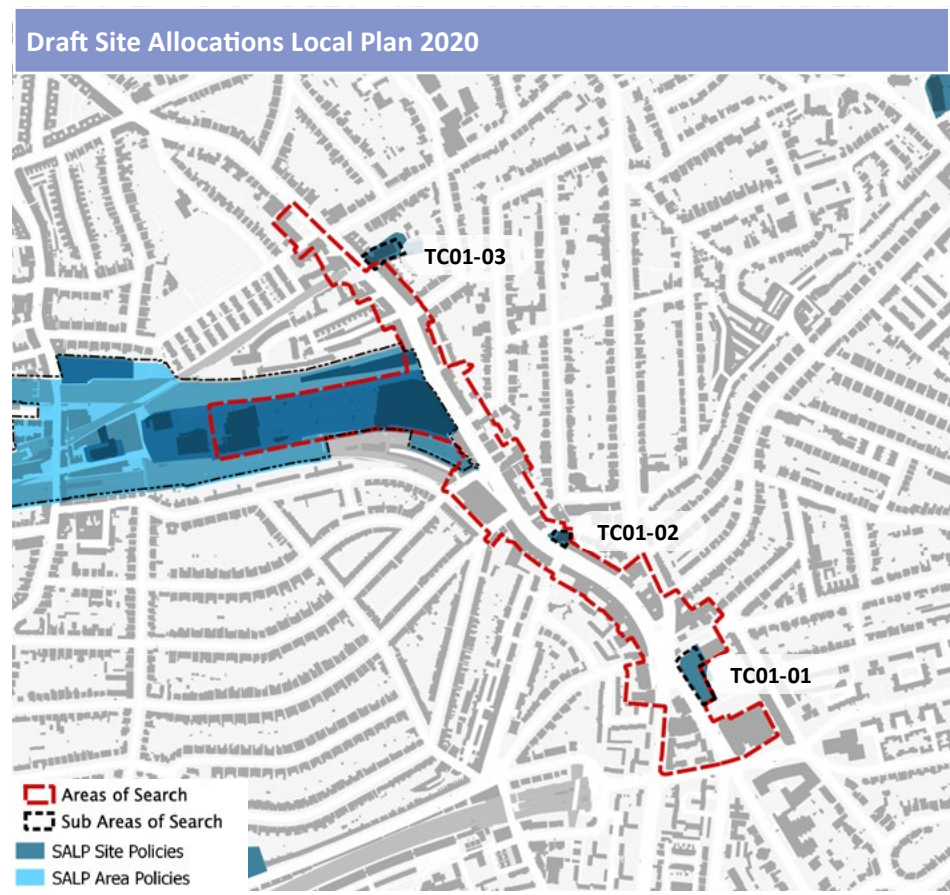 Draft Site Allocations Local Plan 2020
TC01-03
TC01-02
TC01-01
Areas of Search
Sub Areas of Search
SALP Site Policies
SALP Area Policies